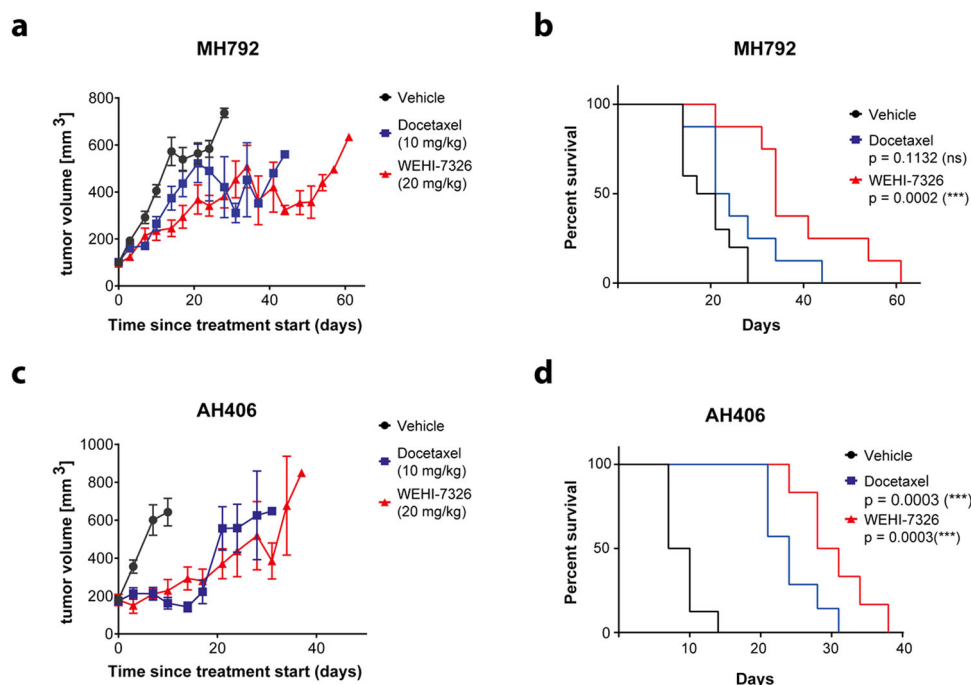 a
MH792
tumor volume [mm 3]
800
600
400
200
0
0
20
40
60
Time since treatment start (days)
Vehicle
Docetaxel
(10 mg/kg)
WEHI-7326
(20 mg/kg)
b
MH792
Percent survival
100
50
0
20
40
60
Days
Vehicle
Docetaxel
p = 0.1132 (ns)
WEHI-7326
p = 0.0002 (***)
c
AH406
tumor volume [mm 3]
1000
800
600
400
200
0
0
20
40
Time since treatment start (days)
Vehicle
Docetaxel
(10 mg/kg)
WEHI-7326
(20 mg/kg)
d
AH406
Percent survival
100
50
0
10
20
30
40
Days
Vehicle
Docetaxel
p = 0.0003 (***)
WEHI-7326
p = 0.0003(***)